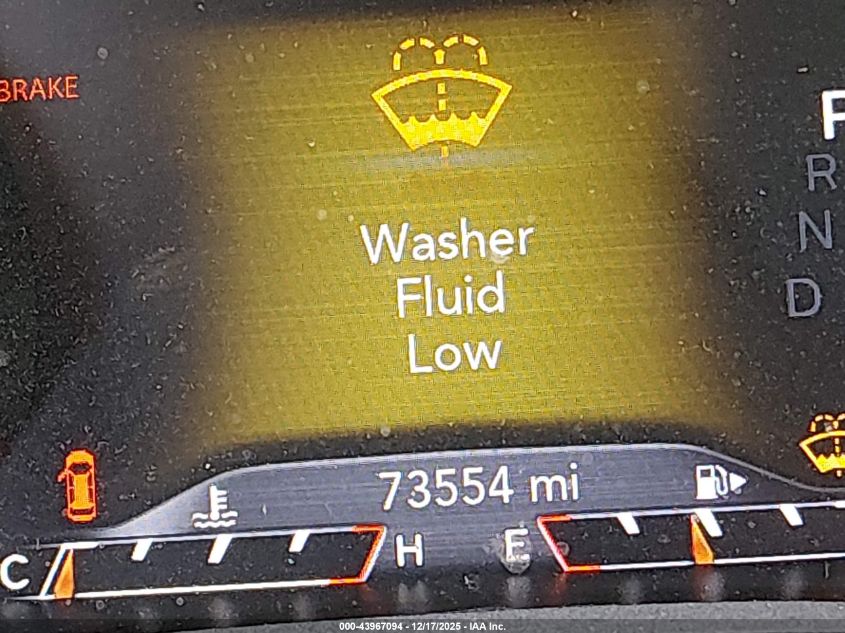 BRAKE
P
R
N
D
Washer
Fluid
Low
73554 mi
C
H
E
000-43967094 - 12/17/2025 - IAA Inc.